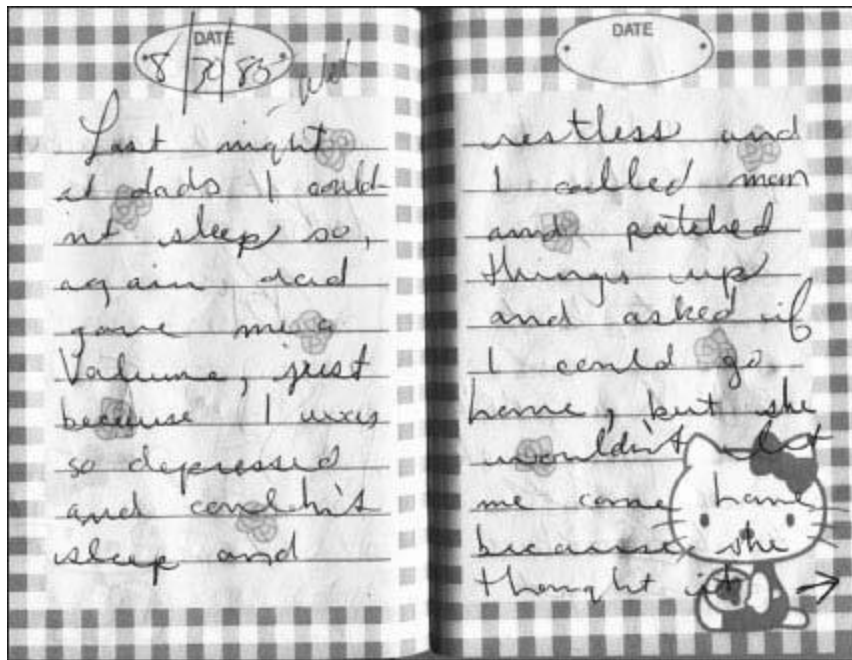 DATE
8/30/85
Wet
Last night
at dads I could-
nt sleep so,
again dad
gave me a
Valume, just
because I was
so depressed
and couldn't
sleep and
DATE
restless and
I called mom
and patched
things up
and asked if
I could go
home, but she
wouldn't let
me come home
because she
thought it